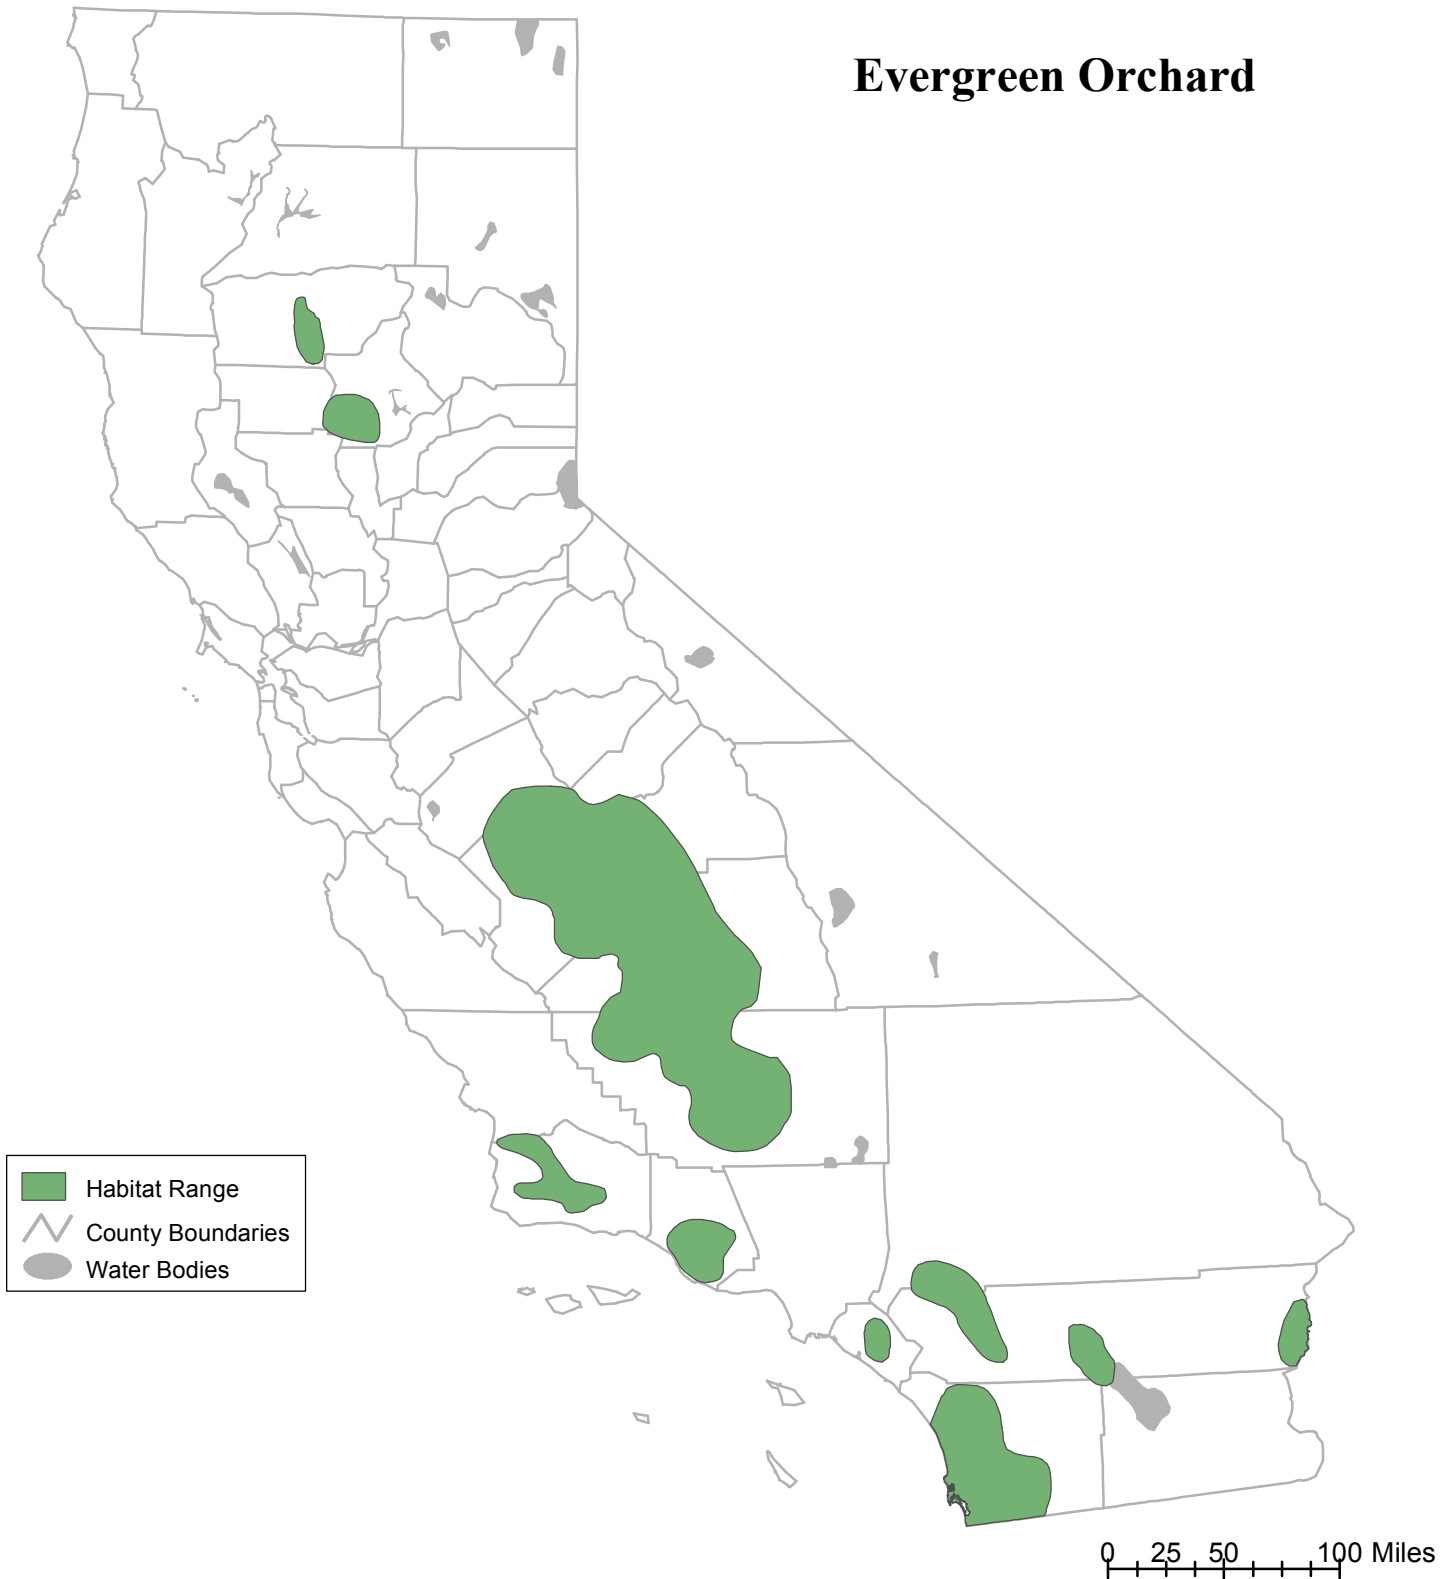 Evergreen Orchard
Habitat Range
County Boundaries
Water Bodies
0 25 50 100 Miles